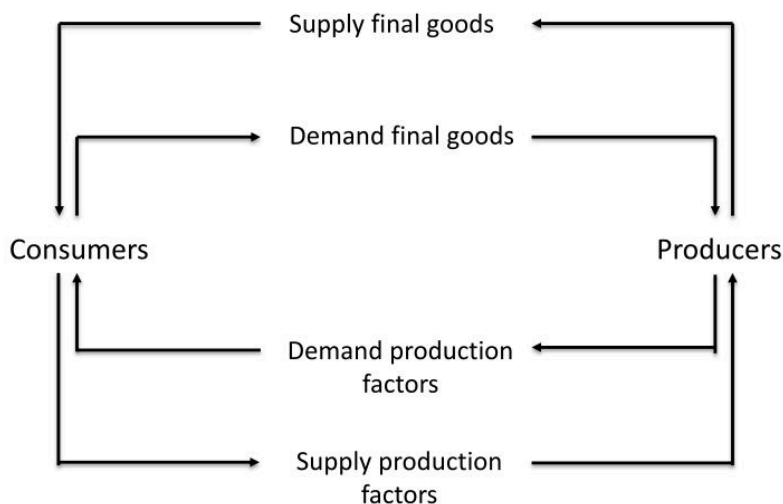 Supply final goods
Demand final goods
Consumers
Producers
Demand production
factors
Supply production
factors